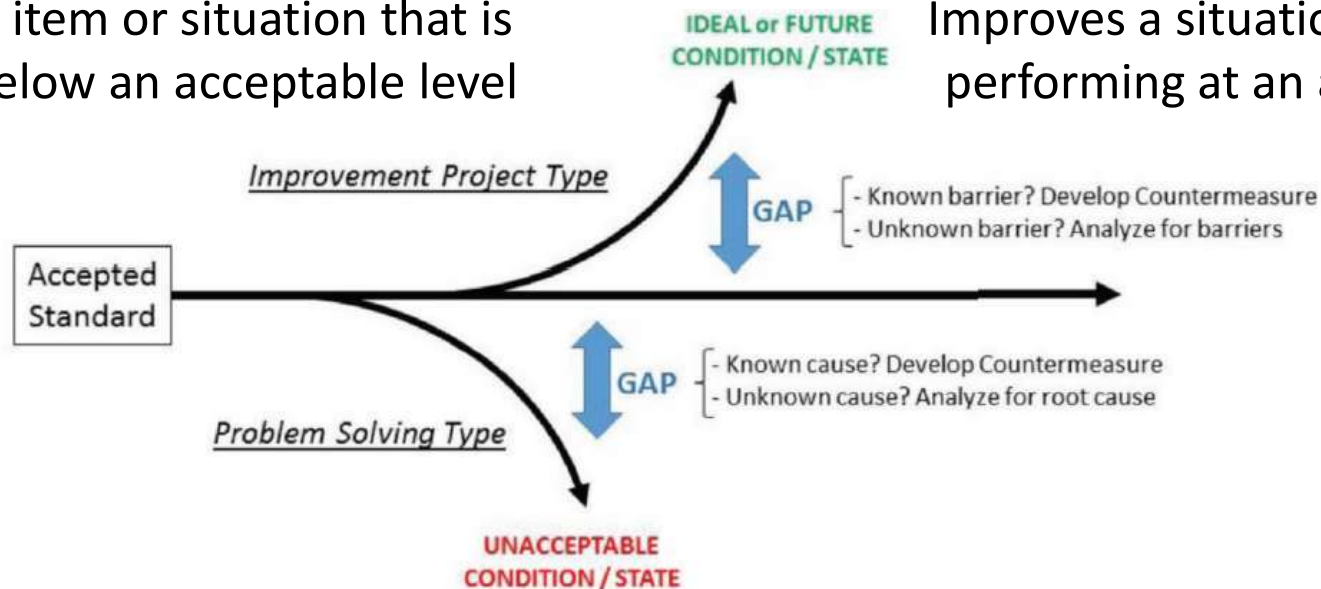 item or situation that is
elow an acceptable level
IDEAL or FUTURE
CONDITION / STATE
Improves a situatio
performing at an a
Improvement Project Type
GAP
- Known barrier? Develop Countermeasure
- Unknown barrier? Analyze for barriers
Accepted
Standard
GAP
- Known cause? Develop Countermeasure
- Unknown cause? Analyze for root cause
Problem Solving Type
UNACCEPTABLE
CONDITION / STATE